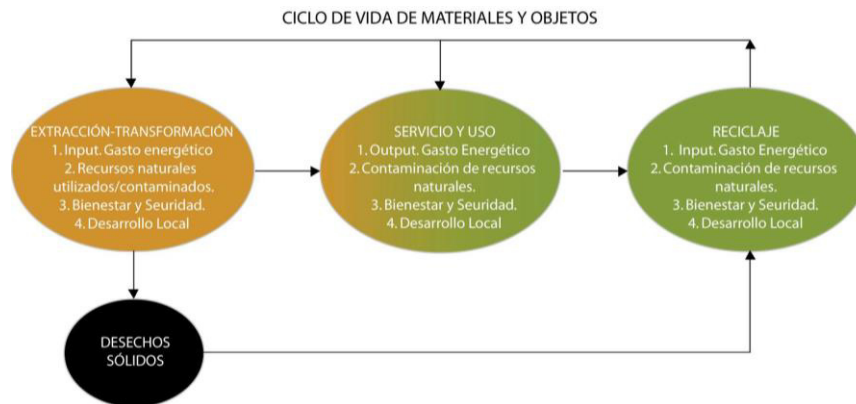 CICLO DE VIDA DE MATERIALES Y OBJETOS
EXTRACCIÓN-TRANSFORMACIÓN
1. Input. Gasto energético
2. Recursos naturales
utilizados/contaminados.
3. Bienestar y Seuridad.
4. Desarrollo Local
SERVICIO Y USO
1. Output. Gasto Energético
2. Contaminación de recursos
naturales.
3. Bienestar y Seuridad.
4. Desarrollo Local
RECICLAJE
1. Input. Gasto Energético
2. Contaminación de recursos
naturales.
3. Bienestar y Seuridad.
4. Desarrollo Local
DESECHOS
SÓLIDOS